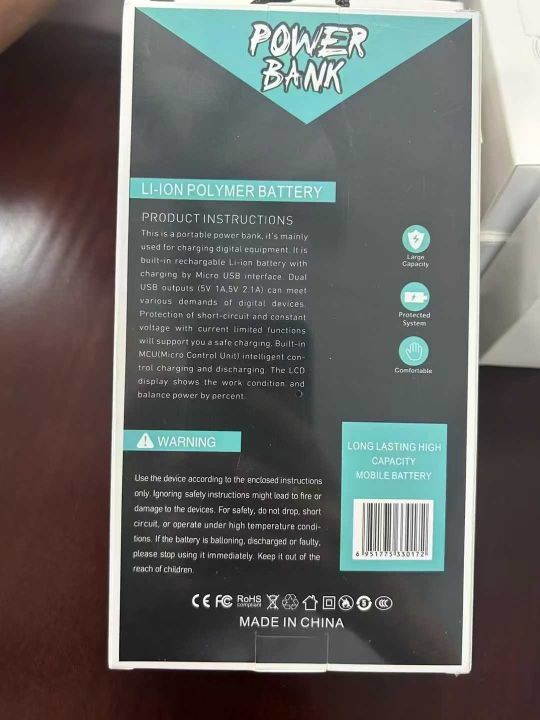 POWER
BANK
LI-ION POLYMER BATTERY
PRODUCT INSTRUCTIONS
This is a portable power bank, it's mainly
used for charging digital equipment. It is
built-in rechargable Li-ion battery with
charging by Micro USB interface. Dual
USB outputs (5V 1A,5V 2.1A) can meet
various demands of digital devices.
Protection of short-circuit and constant
voltage with current limited functions
will support you a safe charging. Built-in
MCU(Micro Control Unit) intelligent con-
trol charging and discharging. The LCD
display shows the work condition and
balance power by percent.
Large
Capacity
Protected
System
Comfortable
WARNING
Use the device according to the enclosed instructions
only. Ignoring safety instructions might lead to fire or
damage to the devices. For safety, do not drop, short
circuit, or operate under high temperature condi-
tions. If the battery is balloning, discharged or faulty,
please stop using it immediately. Keep it out of the
reach of children.
LONG LASTING HIGH
CAPACITY
MOBILE BATTERY
6 951775 330172
CE FC RoHS compliant
MADE IN CHINA